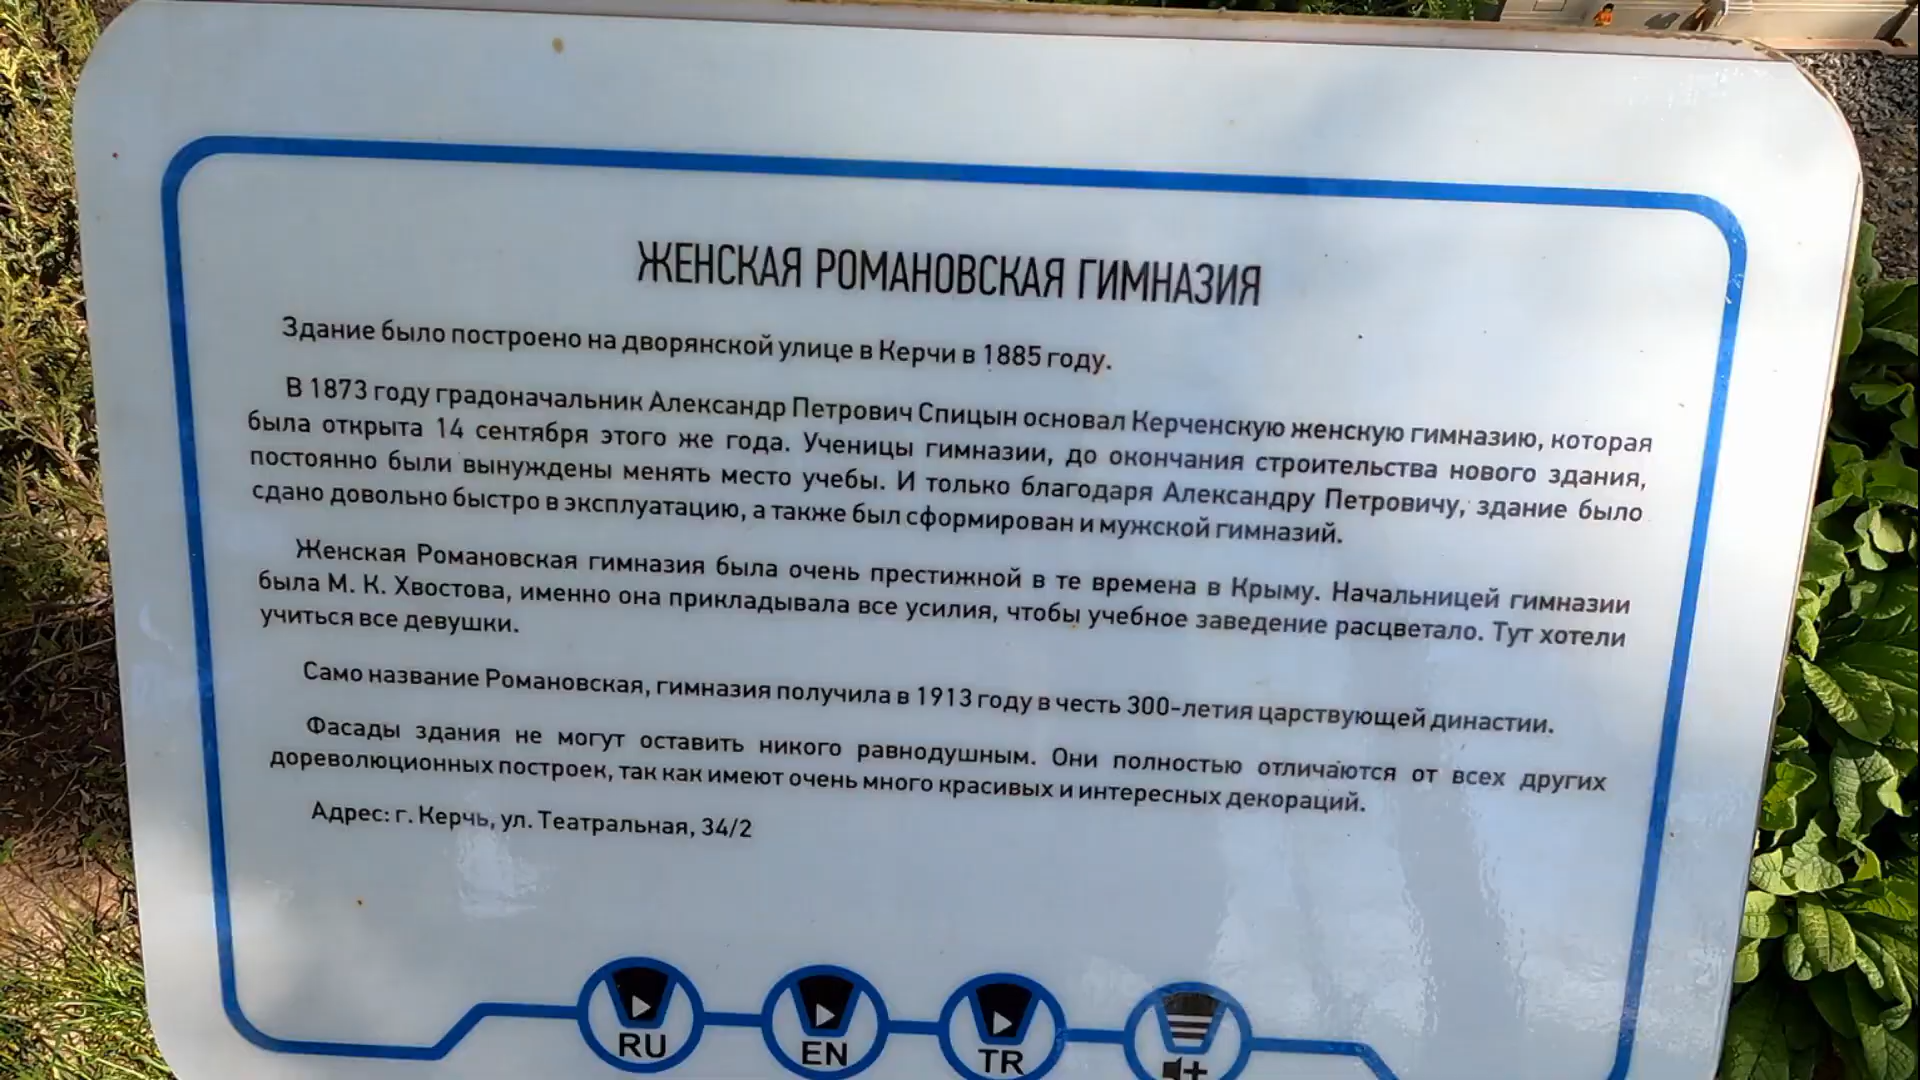 ЖЕНСКАЯ РОМАНОВСКАЯ ГИМНАЗИЯ
Здание было построено на дворянской улице в Керчи в 1885 году.
В 1873 году градоначальник Александр Петрович Спицын основал Керченскую женскую гимназию, которая
была открыта 14 сентября этого же года. Ученицы гимназии, до окончания строительства нового здания,
постоянно были вынуждены менять место учебы. И только благодаря Александру Петровичу, здание было
сдано довольно быстро в эксплуатацию, а также был сформирован и мужской гимназий.
Женская Романовская гимназия была очень престижной в те времена в Крыму. Начальницей гимназии
была М. К. Хвостова, именно она прикладывала все усилия, чтобы учебное заведение расцветало. Тут хотели
учиться все девушки.
Само название Романовская, гимназия получила в 1913 году в честь 300-летия царствующей династии.
Фасады здания не могут оставить никого равнодушным. Они полностью отличаются от всех других
дореволюционных построек, так как имеют очень много красивых и интересных декораций.
Адрес: г. Керчь, ул. Театральная, 34/2
RU EN TR